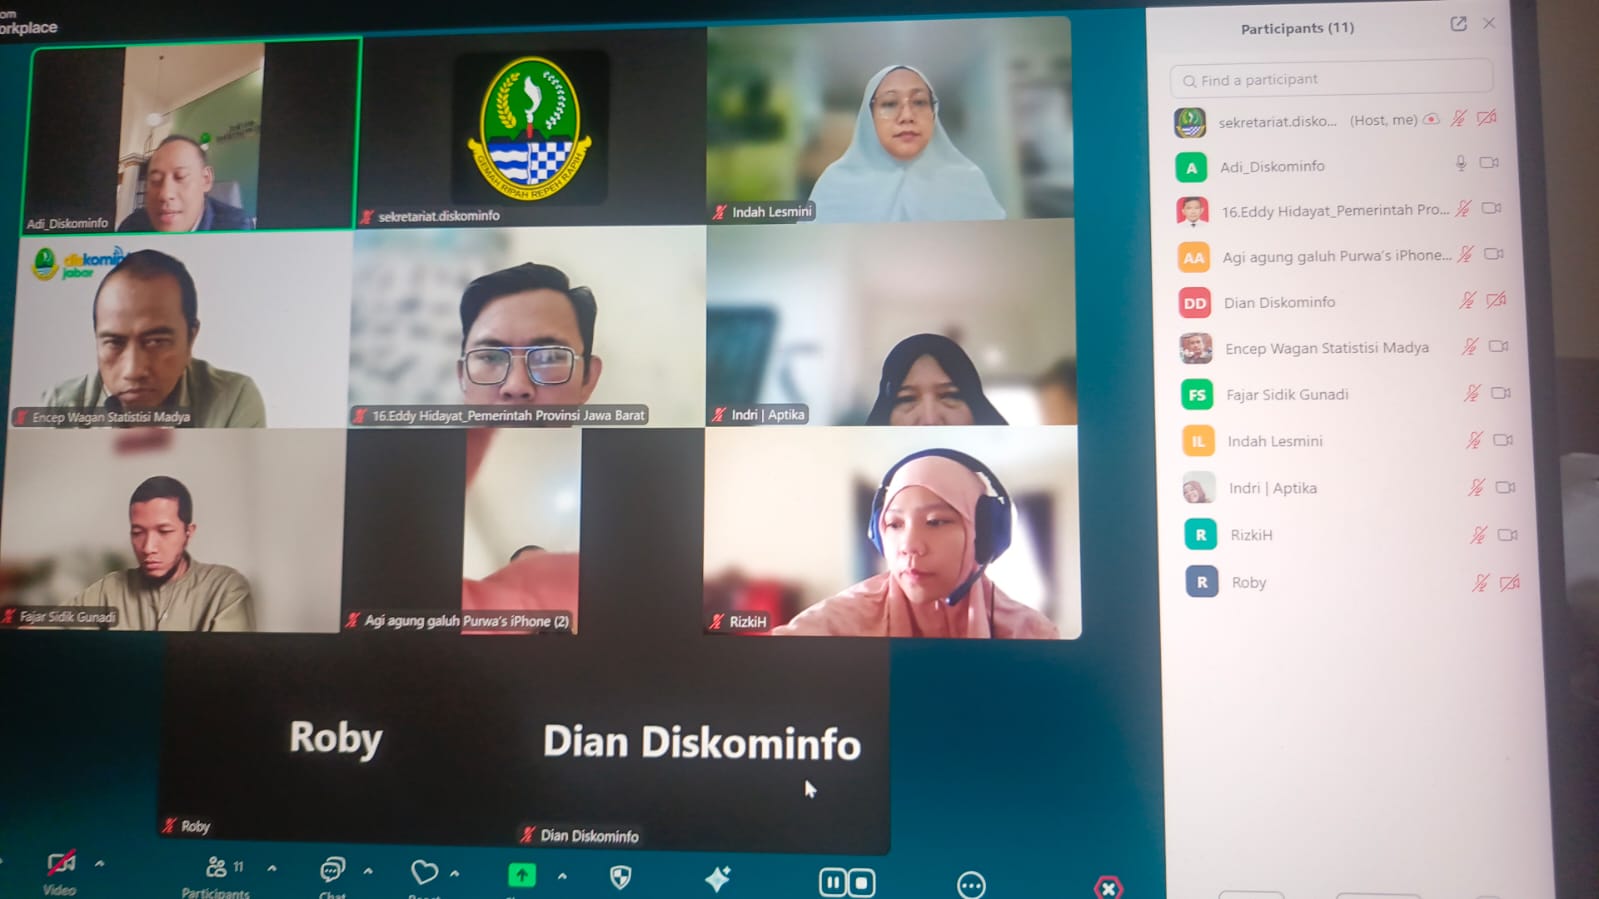 om
orkplace
Adi_Diskominfo
GEMAH RIPAH REPEH RAPIH
sekretariat.diskominfo
Indah Lesmini
diskominfo
jabar
Encep Wagan Statistisi Madya
16.Eddy Hidayat_Pemerintah Provinsi Jawa Barat
Indri | Aptika
Fajar Sidik Gunadi
Agi agung galuh Purwa's iPhone (2)
RizkiH
Roby
Dian Diskominfo
Roby
Dian Diskominfo
Video
11
Participants
Chat
Participants (11)
Find a participant
sekretariat.disko... (Host, me)
A Adi_Diskominfo
16.Eddy Hidayat_Pemerintah Pro...
AA Agi agung galuh Purwa's iPhone...
DD Dian Diskominfo
Encep Wagan Statistisi Madya
FS Fajar Sidik Gunadi
IL Indah Lesmini
Indri | Aptika
R RizkiH
R Roby